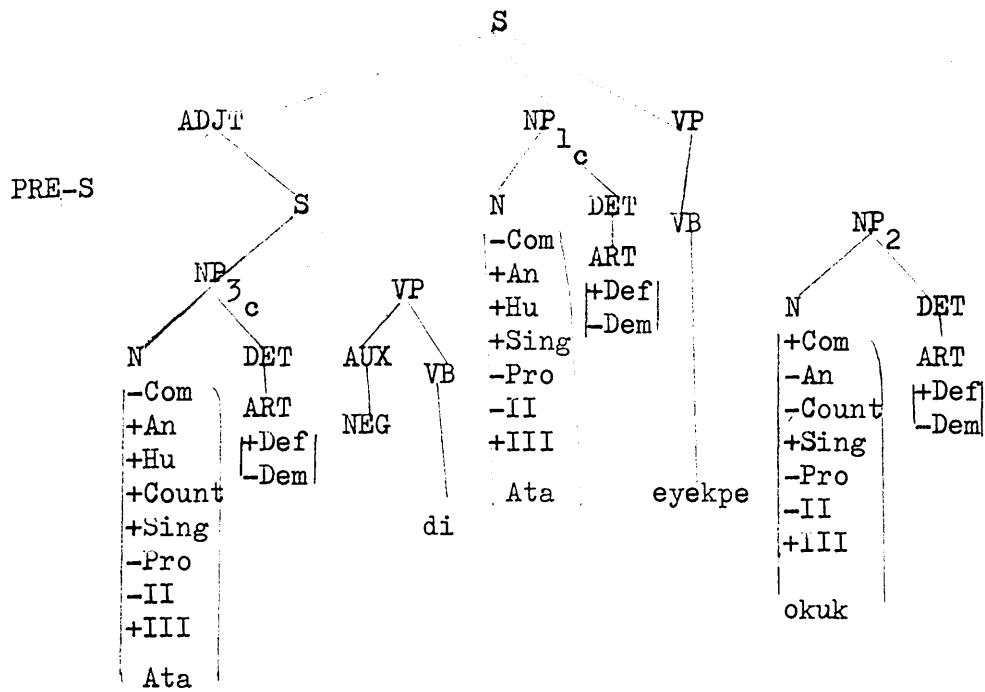 S
ADJT NP1c VP
PRE-S
S N DET VB NP2
-Com
+An ART
NP3c VP +Hu +Def N DET
+Sing -Dem
-Pro +Com ART
N DET AUX VB -II -An +Def
-Com ART NEG +III -Count -Dem
+An +Def +Sing
+Hu -Dem -Pro
+Count Ata eyekpe -II
+Sing di +III
-Pro
-II okuk
+III
Ata